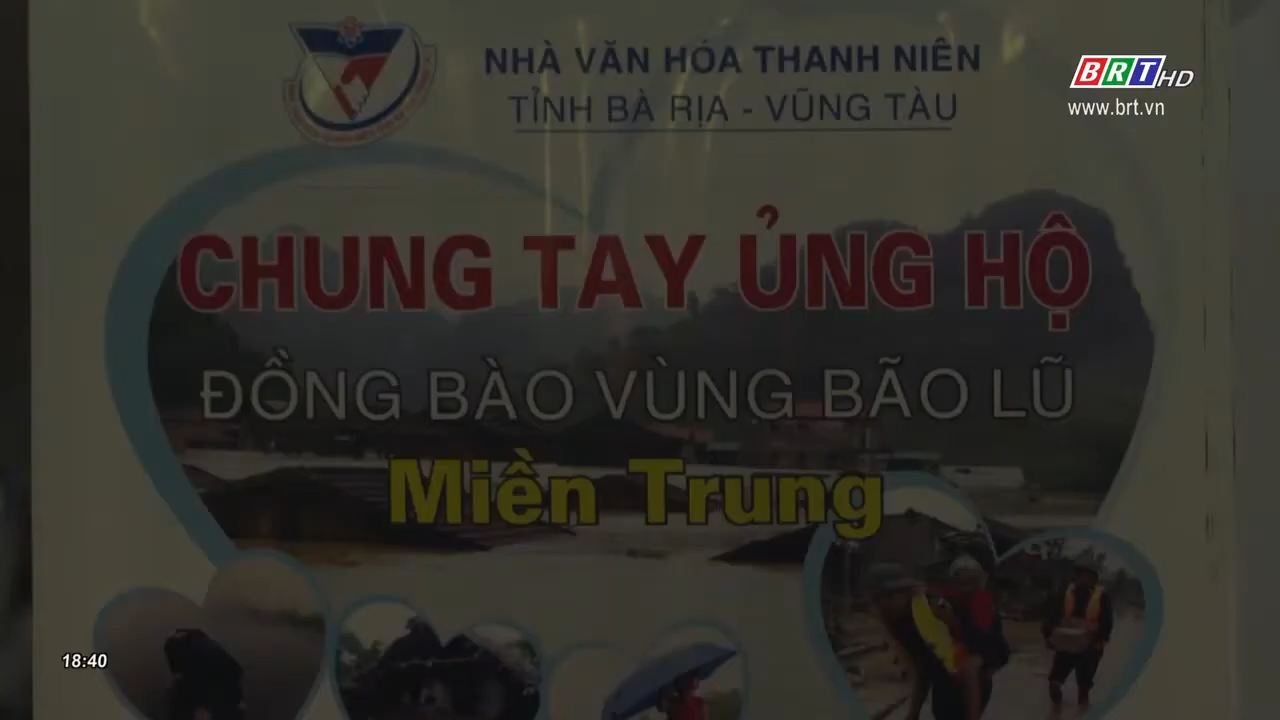 NHÀ VĂN HÓA THANH NIÊN
TỈNH BÀ RỊA - VŨNG TÀU
BRT HD
www.brt.vn
CHUNG TAY ỦNG HỘ
ĐỒNG BÀO VÙNG BÃO LŨ
Miền Trung
18:40